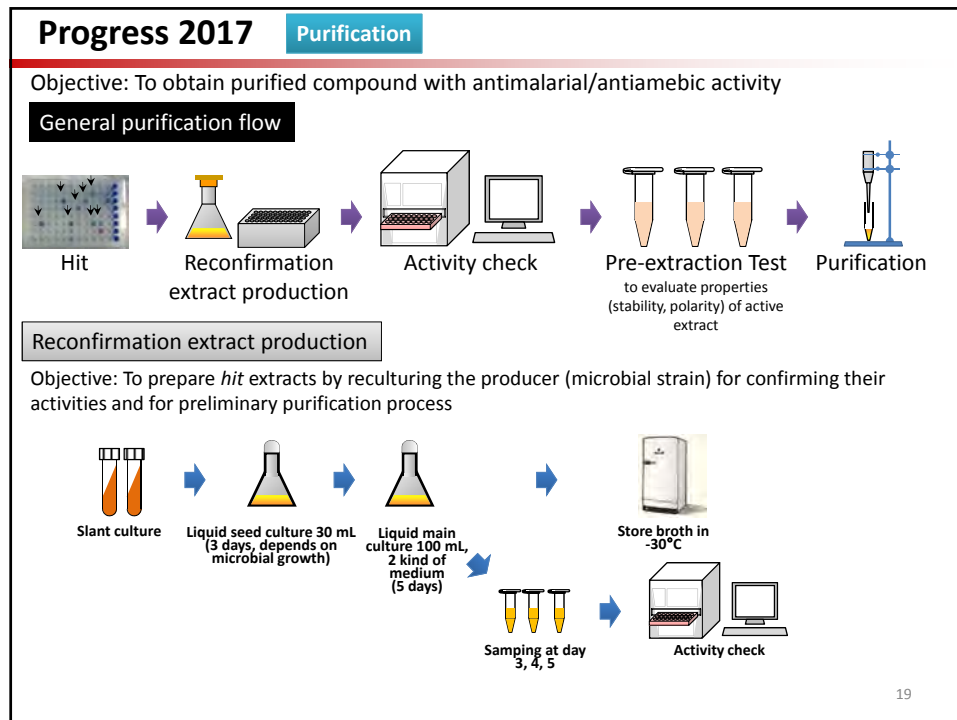 Progress 2017
Purification
Objective: To obtain purified compound with antimalarial/antiamebic activity
General purification flow
Hit
Reconfirmation
extract production
Activity check
Pre-extraction Test
to evaluate properties
(stability, polarity) of active
extract
Purification
Reconfirmation extract production
Objective: To prepare hit extracts by reculturing the producer (microbial strain) for confirming their
activities and for preliminary purification process
Slant culture
Liquid seed culture 30 mL
(3 days, depends on
microbial growth)
Liquid main
culture 100 mL,
2 kind of
medium
(5 days)
Store broth in
-30°C
Samping at day
3, 4, 5
Activity check
19